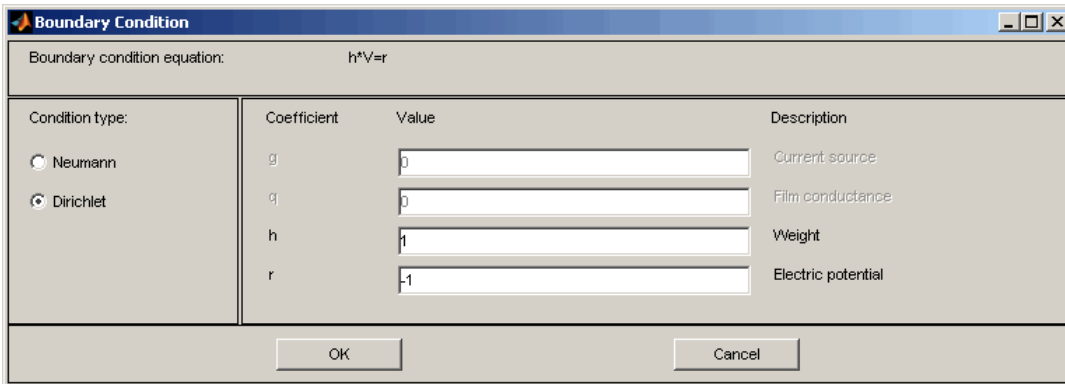 Boundary Condition
Boundary condition equation: h*V=r
Condition type: Coefficient Value Description
Neumann g 0 Current source
Dirichlet q 0 Film conductance
h 1 Weight
r -1 Electric potential
OK Cancel